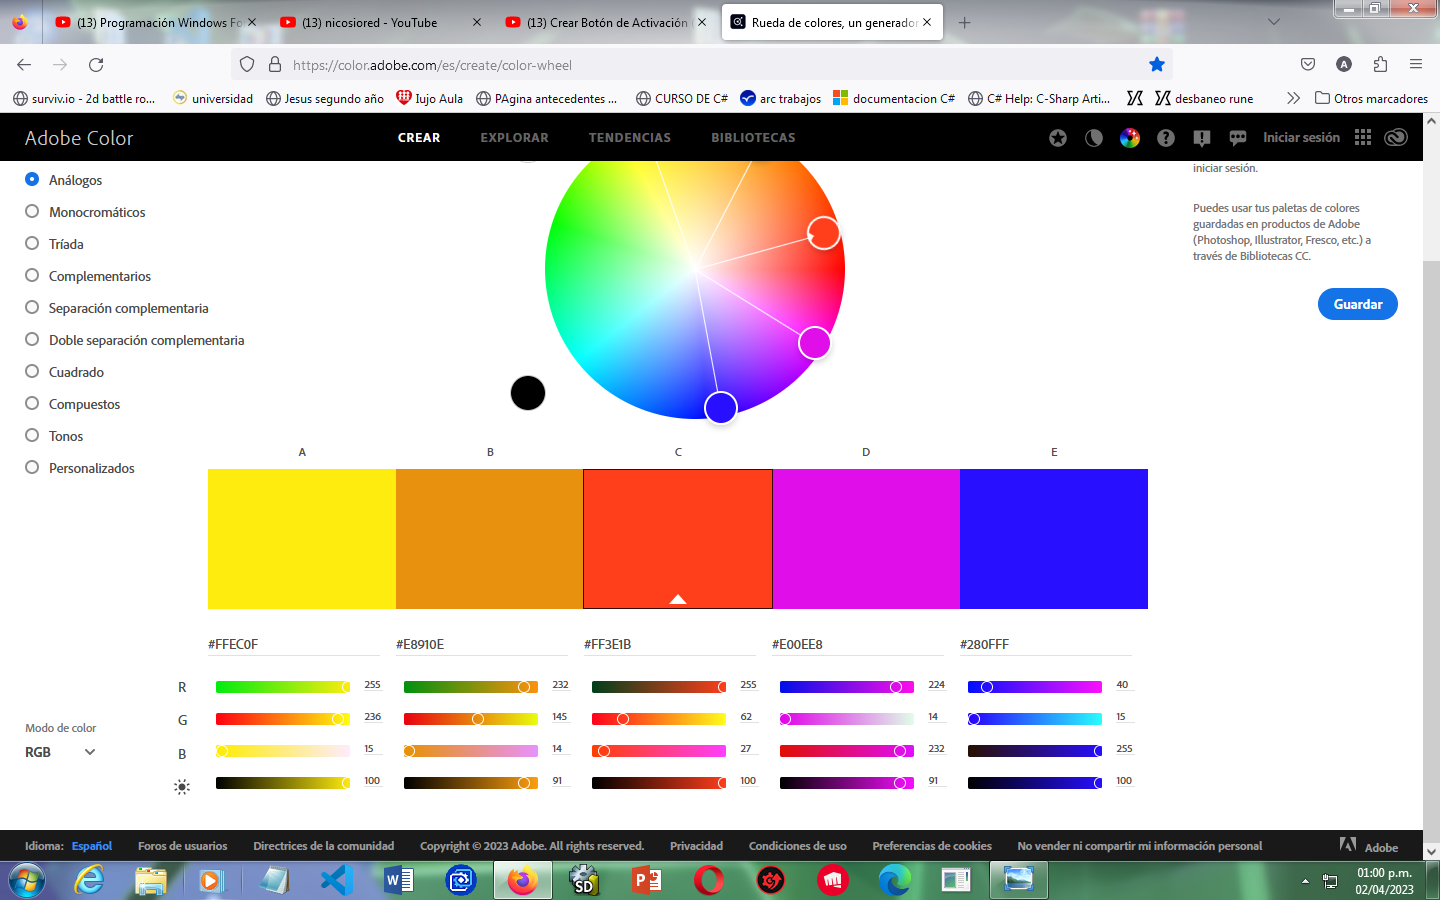 (13) Programación Windows Fo
(13) nicosiored - YouTube
(13) Crear Botón de Activación
Rueda de colores, un generador
https://color.adobe.com/es/create/color-wheel
A
surviv.io - 2d battle ro...
universidad
Jesus segundo año
Iujo Aula
PAgina antecedentes ...
CURSO DE C#
arc trabajos
documentacion C#
C# Help: C-Sharp Arti...
desbaneo rune
Otros marcadores
Adobe Color
CREAR
EXPLORAR
TENDENCIAS
BIBLIOTECAS
Iniciar sesión
Análogos
Monocromáticos
Tríada
Complementarios
Separación complementaria
Doble separación complementaria
Cuadrado
Compuestos
Tonos
Personalizados
iniciar sesión.
Puedes usar tus paletas de colores
guardadas en productos de Adobe
(Photoshop, Illustrator, Fresco, etc.) a
través de Bibliotecas CC.
Guardar
A B C D E
#FFEC0F #E8910E #FF3E1B #E00EE8 #280FFF
R 255 232 255 224 40
G 236 145 62 14 15
B 15 14 27 232 255
100 91 100 91 100
Modo de color
RGB
Idioma: Español
Foros de usuarios
Directrices de la comunidad
Copyright © 2023 Adobe. All rights reserved.
Privacidad
Condiciones de uso
Preferencias de cookies
No vender ni compartir mi información personal
Adobe
SD
01:00 p.m.
02/04/2023